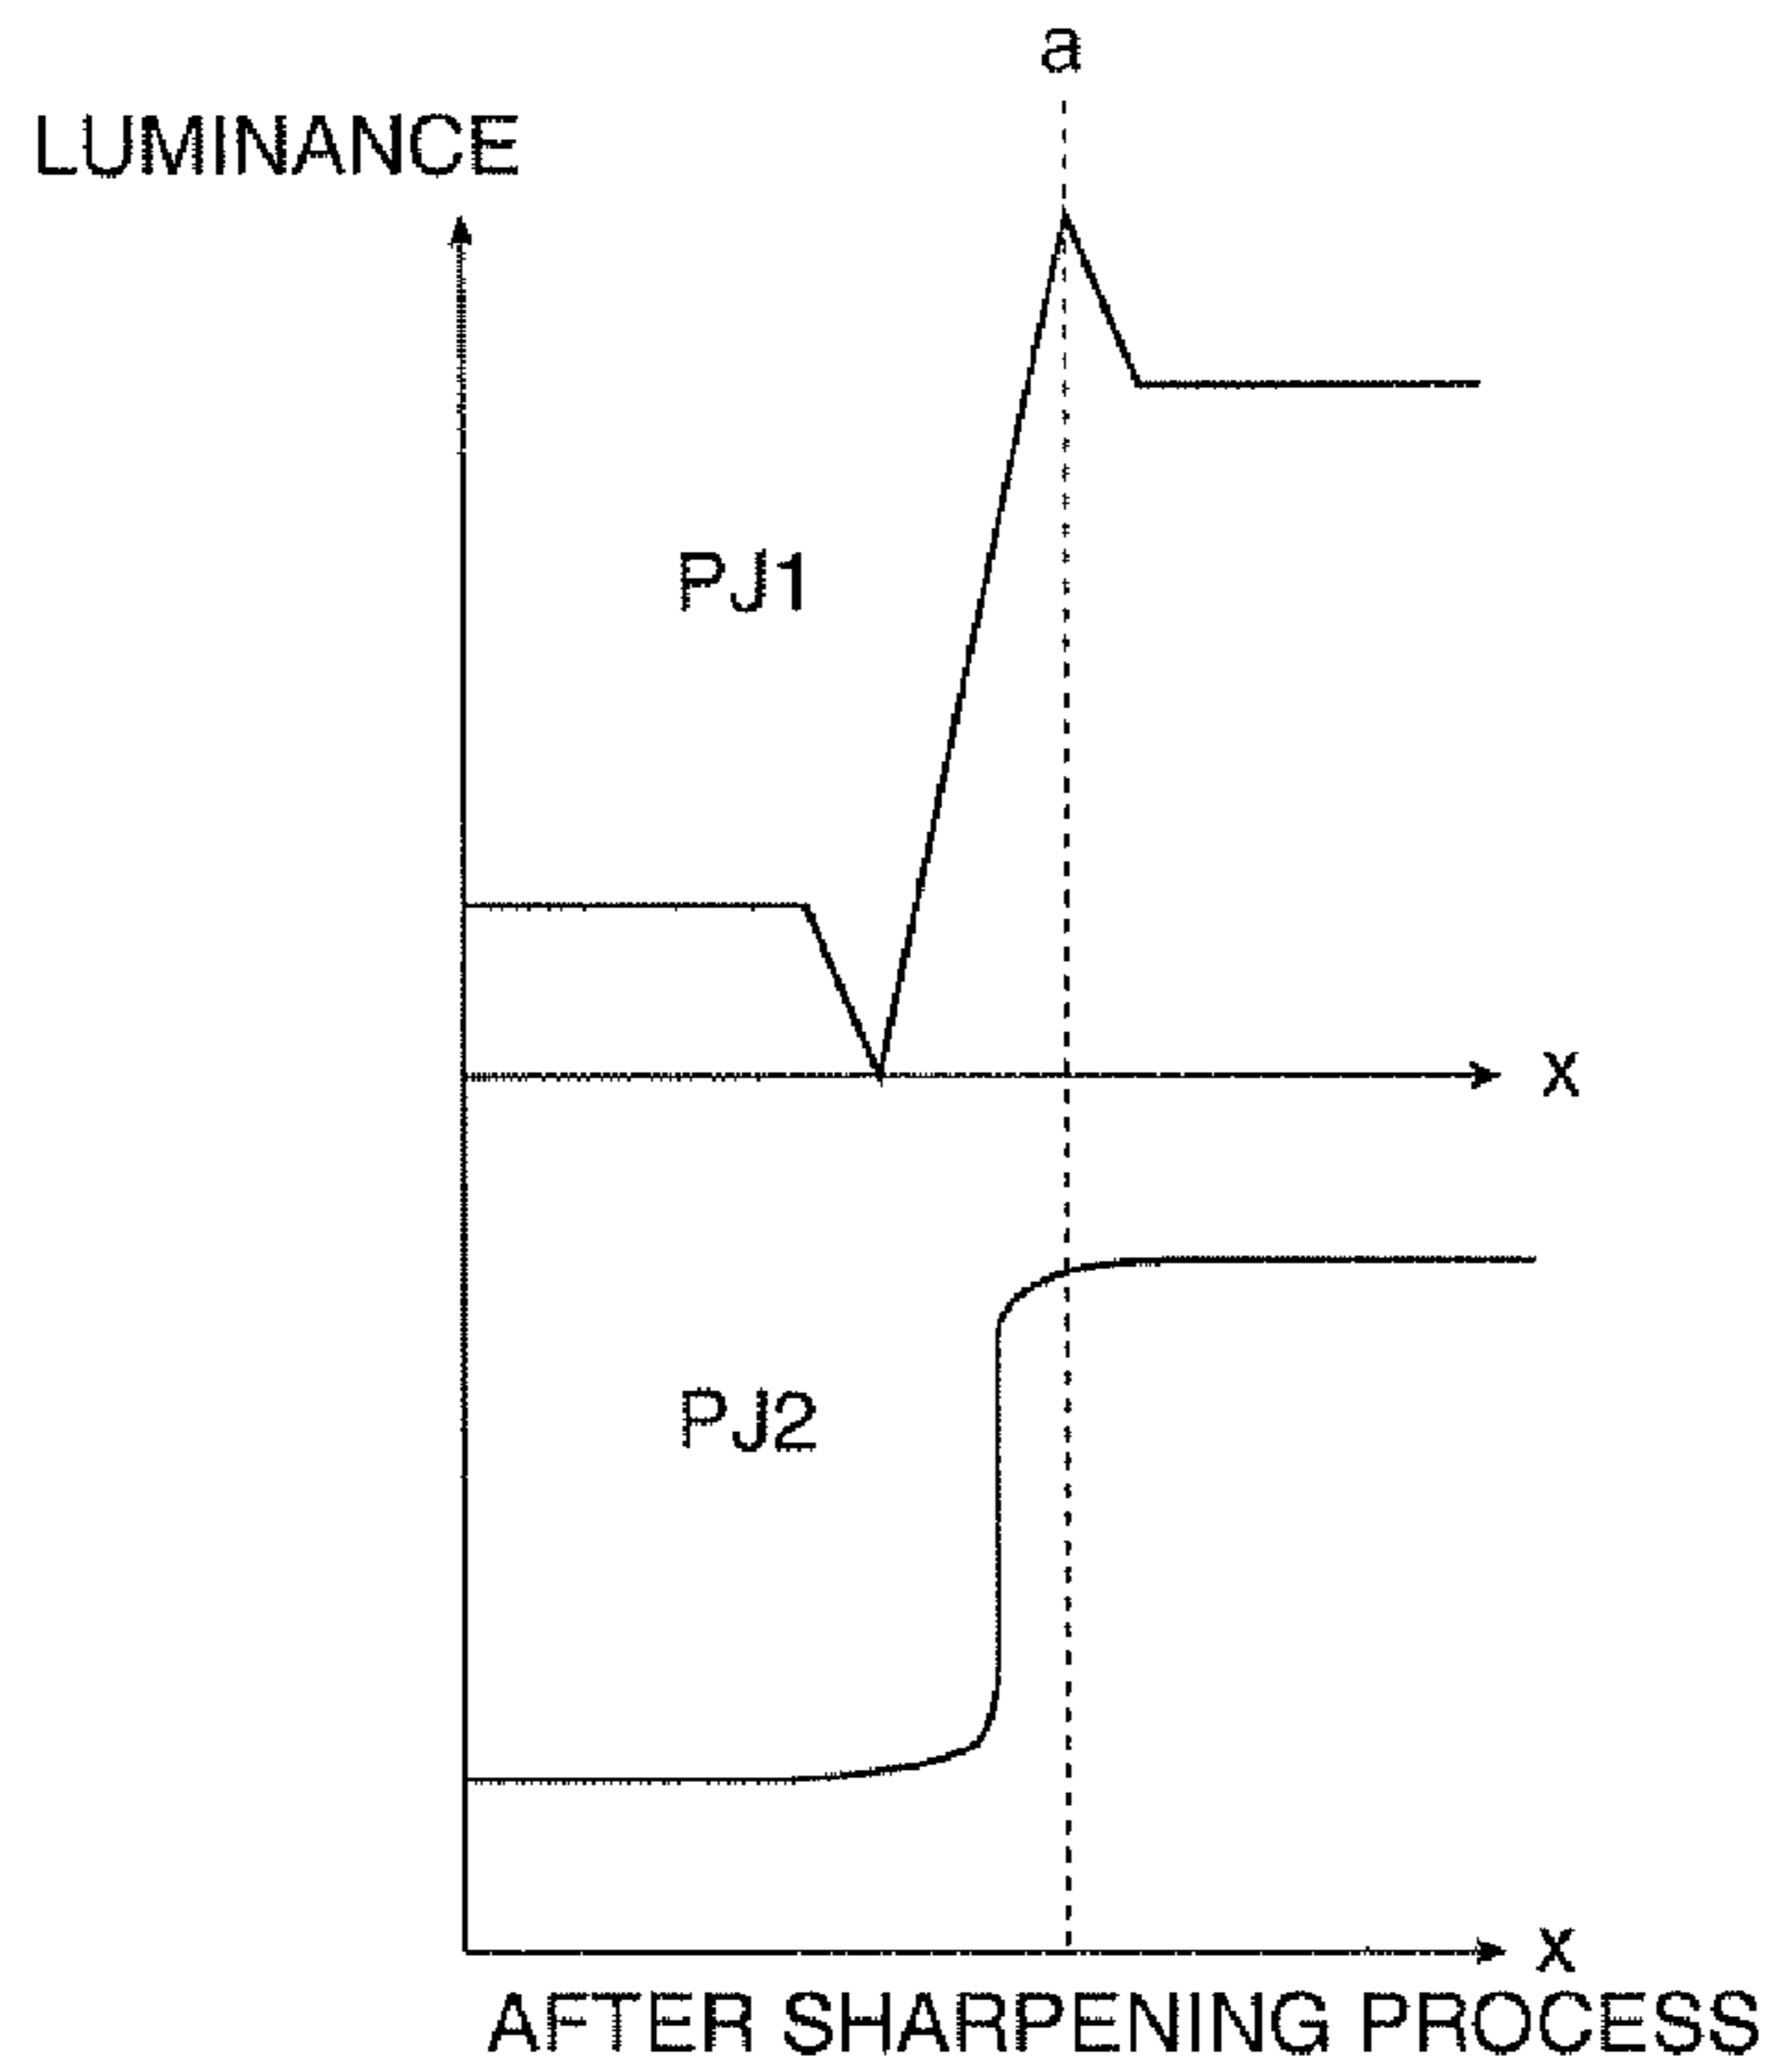 a
LUMINANCE
PJ1
X
PJ2
X
AFTER SHARPENING PROCESS